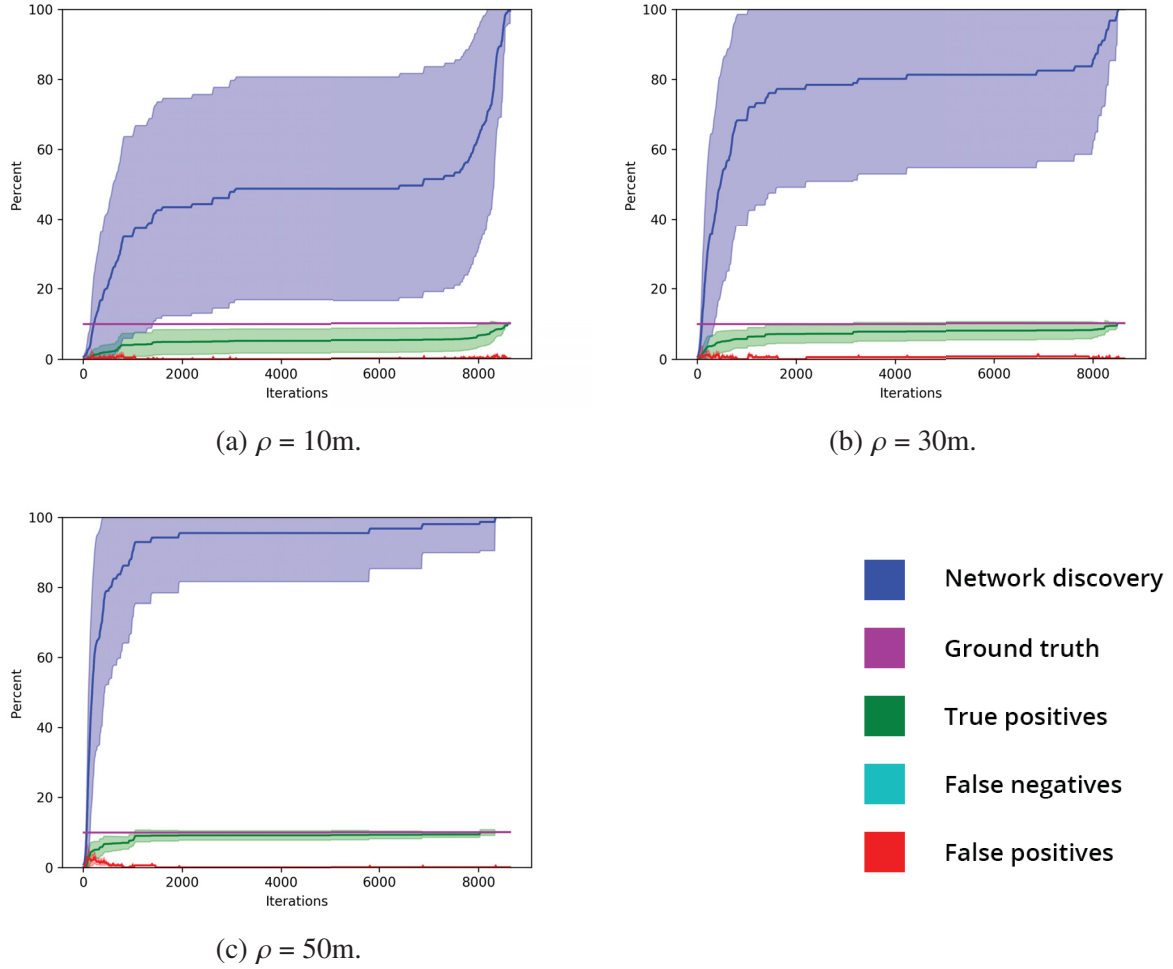 100
80
60
40
20
0
Percent
0 2000 4000 6000 8000
Iterations
(a) ρ = 10m.
100
80
60
40
20
0
Percent
0 2000 4000 6000 8000
Iterations
(b) ρ = 30m.
100
80
60
40
20
0
Percent
0 2000 4000 6000 8000
Iterations
(c) ρ = 50m.
Network discovery
Ground truth
True positives
False negatives
False positives